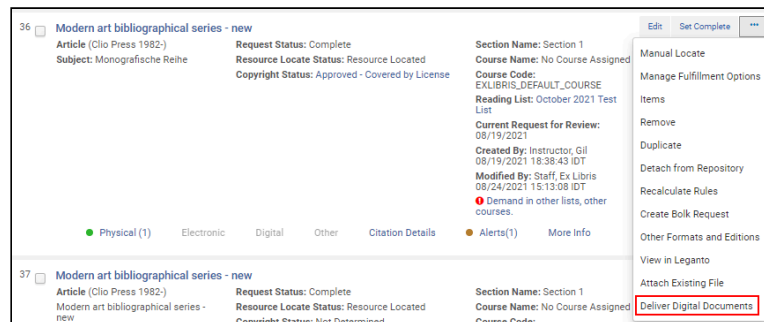 36 Modern art bibliographical series - new
Edit Set Complete ...
Article (Clio Press 1982-)
Subject: Monografische Reihe
Request Status: Complete
Resource Locate Status: Resource Located
Copyright Status: Approved - Covered by License
Section Name: Section 1
Course Name: No Course Assigned
Course Code:
EXLIBRIS_DEFAULT_COURSE
Reading List: October 2021 Test
List
Current Request for Review:
08/19/2021
Created By: Instructor, Gil
08/19/2021 18:38:43 IDT
Modified By: Staff, Ex Libris
08/24/2021 15:13:08 IDT
Demand in other lists, other
courses.
Manual Locate
Manage Fulfillment Options
Items
Remove
Duplicate
Detach from Repository
Recalculate Rules
Create Bolk Request
Other Formats and Editions
View in Leganto
Attach Existing File
Deliver Digital Documents
Physical (1) Electronic Digital Other Citation Details Alerts(1) More Info
37 Modern art bibliographical series - new
Article (Clio Press 1982-)
Modern art bibliographical series -
new
Request Status: Complete
Resource Locate Status: Resource Located
Copyright Status: Not Determined
Section Name: Section 1
Course Name: No Course Assigned
Course Code: